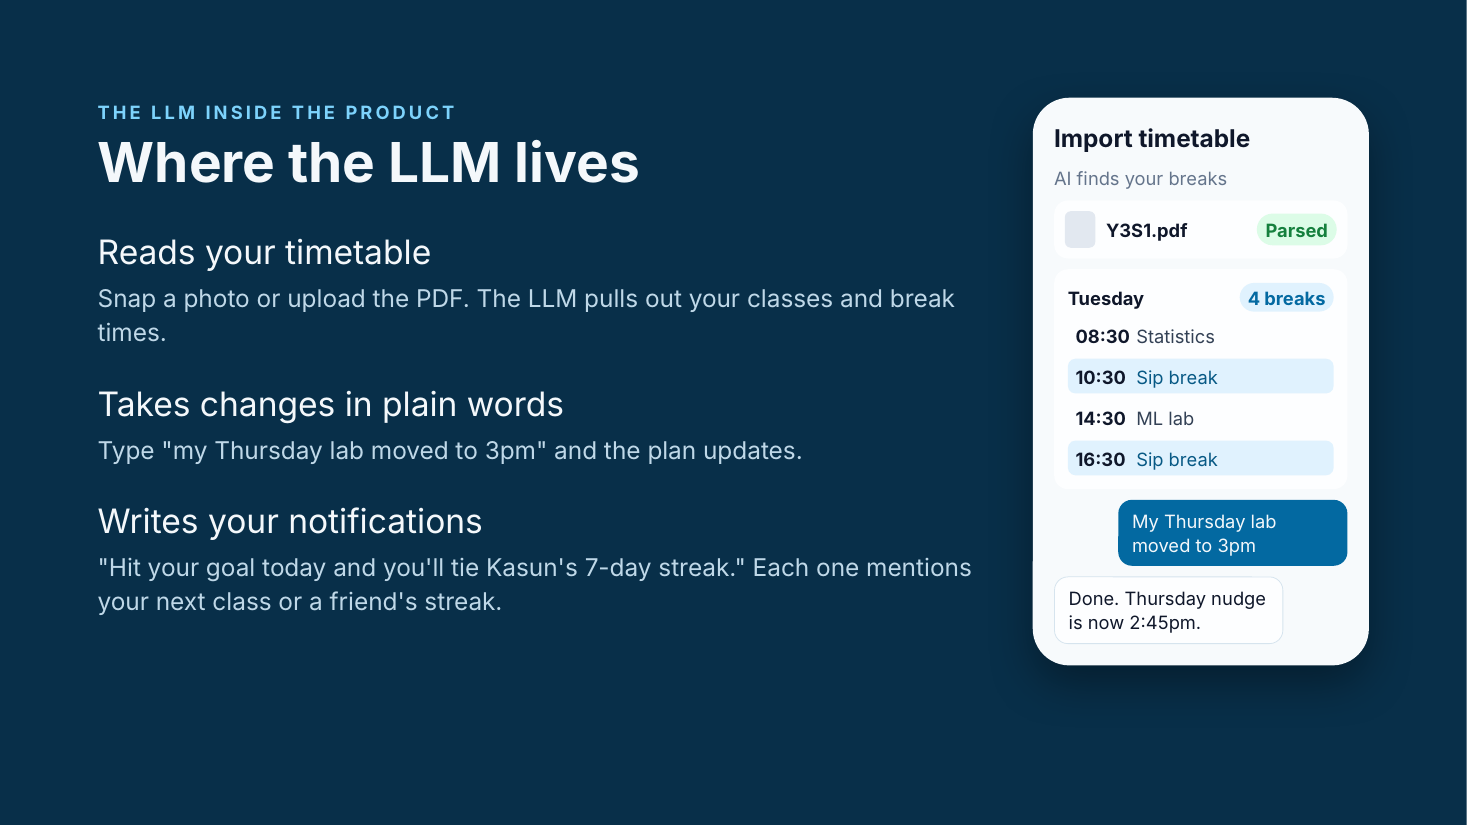 THE LLM INSIDE THE PRODUCT
Where the LLM lives
Reads your timetable
Snap a photo or upload the PDF. The LLM pulls out your classes and break
times.
Takes changes in plain words
Type "my Thursday lab moved to 3pm" and the plan updates.
Writes your notifications
"Hit your goal today and you'll tie Kasun's 7-day streak." Each one mentions
your next class or a friend's streak.
Import timetable
AI finds your breaks
Y3S1.pdf Parsed
Tuesday 4 breaks
08:30 Statistics
10:30 Sip break
14:30 ML lab
16:30 Sip break
My Thursday lab
moved to 3pm
Done. Thursday nudge
is now 2:45pm.